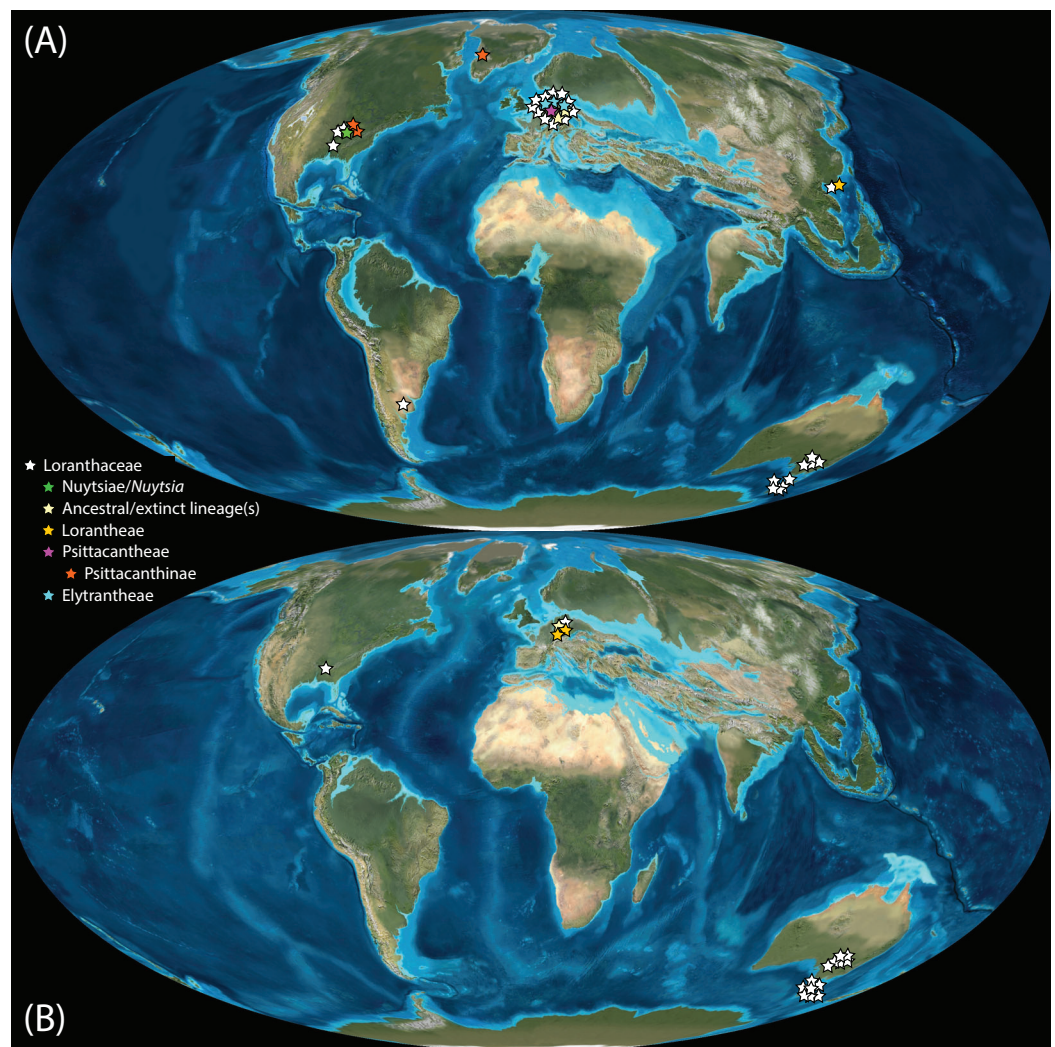 (A)
Loranthaceae
Nuytsiae/Nuytsia
Ancestral/extinct lineage(s)
Lorantheae
Psittacantheae
Psittacanthinae
Elytrantheae
(B)